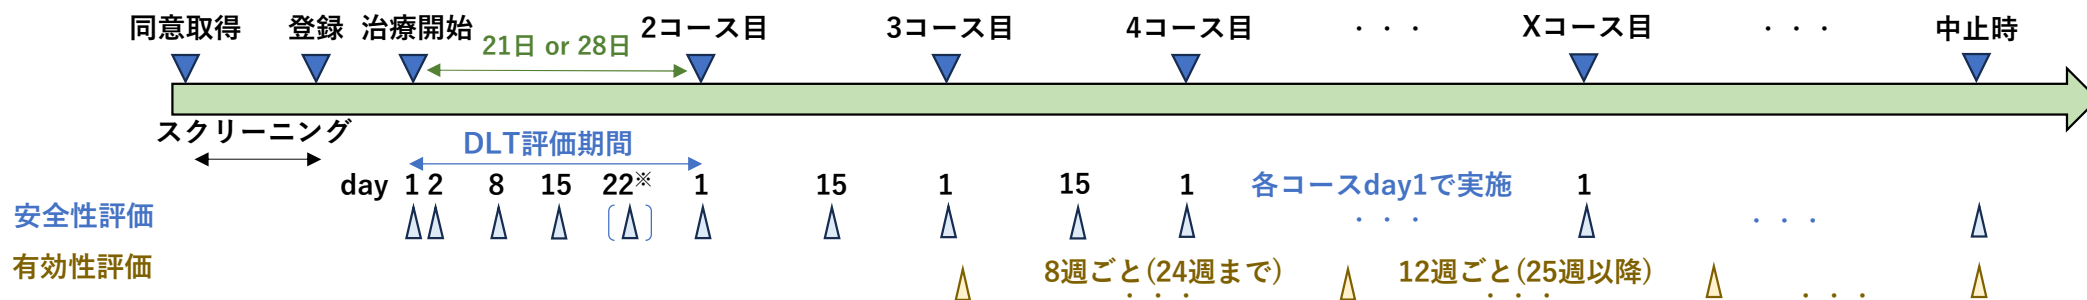 同意取得 登録 治療開始 2コース目 3コース目 4コース目 ・・・ Xコース目 ・・・ 中止時
21日 or 28日
スクリーニング
DLT評価期間
day 1 2 8 15 22※ 1 15 1 15 1 各コースday1で実施 1
安全性評価 ・・・ ・・・
有効性評価 8週ごと(24週まで) 12週ごと(25週以降)
・・・ ・・・ ・・・